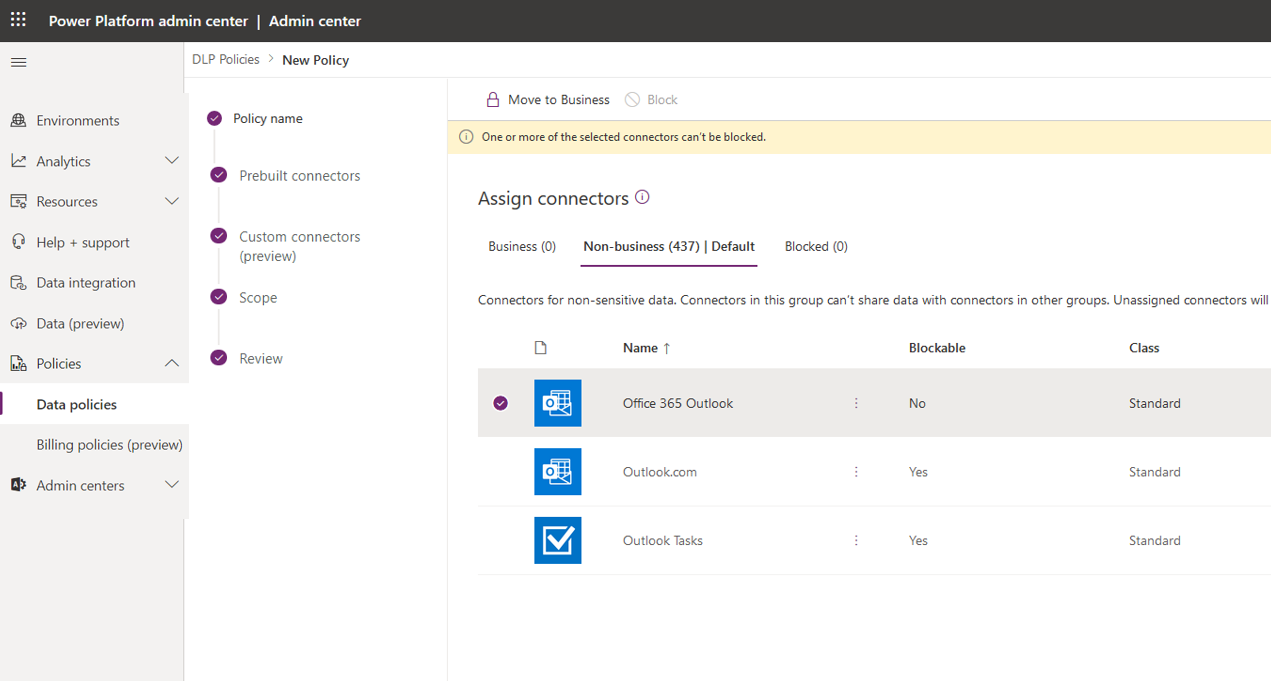 Power Platform admin center | Admin center
DLP Policies > New Policy
Environments
Analytics
Resources
Help + support
Data integration
Data (preview)
Policies
Data policies
Billing policies (preview)
Admin centers
Policy name
Prebuilt connectors
Custom connectors
(preview)
Scope
Review
Move to Business Block
One or more of the selected connectors can't be blocked.
Assign connectors
Business (0) Non-business (437) | Default Blocked (0)
Connectors for non-sensitive data. Connectors in this group can't share data with connectors in other groups. Unassigned connectors will
Name ↑ Blockable Class
Office 365 Outlook No Standard
Outlook.com Yes Standard
Outlook Tasks Yes Standard